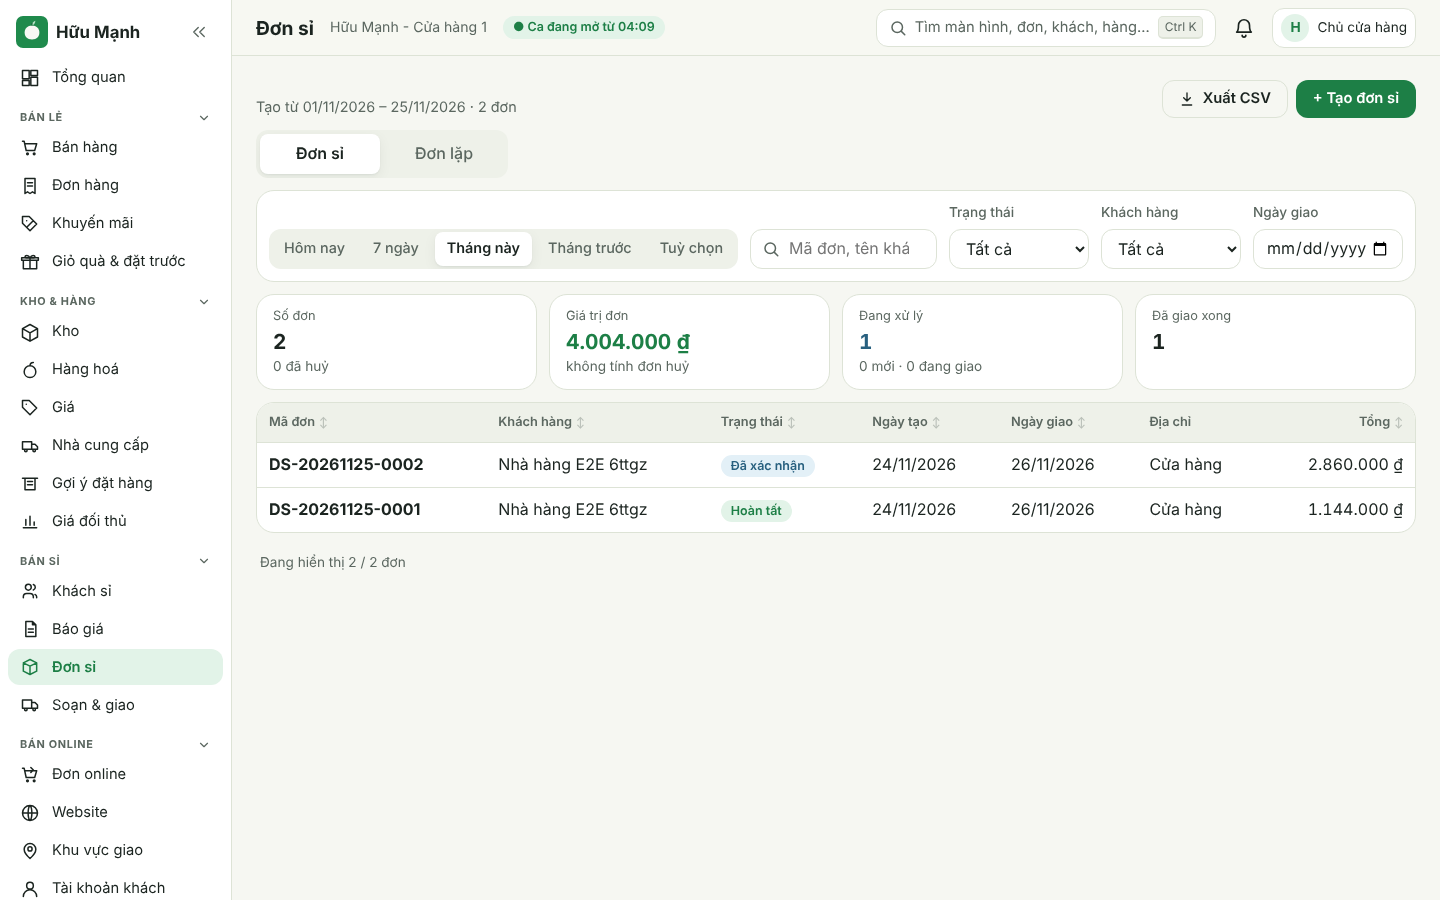 Hữu Mạnh
Tổng quan
BÁN LẺ
Bán hàng
Đơn hàng
Khuyến mãi
Giỏ quà & đặt trước
KHO & HÀNG
Kho
Hàng hoá
Giá
Nhà cung cấp
Gợi ý đặt hàng
Giá đối thủ
BÁN SỈ
Khách sỉ
Báo giá
Đơn sỉ
Soạn & giao
BÁN ONLINE
Đơn online
Website
Khu vực giao
Tài khoản khách
Đơn sỉ Hữu Mạnh - Cửa hàng 1 Ca đang mở từ 04:09 Tìm màn hình, đơn, khách, hàng... Ctrl K H Chủ cửa hàng
Tạo từ 01/11/2026 – 25/11/2026 · 2 đơn Xuất CSV + Tạo đơn sỉ
Đơn sỉ Đơn lặp
Trạng thái Khách hàng Ngày giao
Hôm nay 7 ngày Tháng này Tháng trước Tuỳ chọn Mã đơn, tên khá Tất cả Tất cả mm/dd/yyyy
Số đơn
2
0 đã huỷ
Giá trị đơn
4.004.000 ₫
không tính đơn huỷ
Đang xử lý
1
0 mới · 0 đang giao
Đã giao xong
1
Mã đơn Khách hàng Trạng thái Ngày tạo Ngày giao Địa chỉ Tổng
DS-20261125-0002 Nhà hàng E2E 6ttgz Đã xác nhận 24/11/2026 26/11/2026 Cửa hàng 2.860.000 ₫
DS-20261125-0001 Nhà hàng E2E 6ttgz Hoàn tất 24/11/2026 26/11/2026 Cửa hàng 1.144.000 ₫
Đang hiển thị 2 / 2 đơn